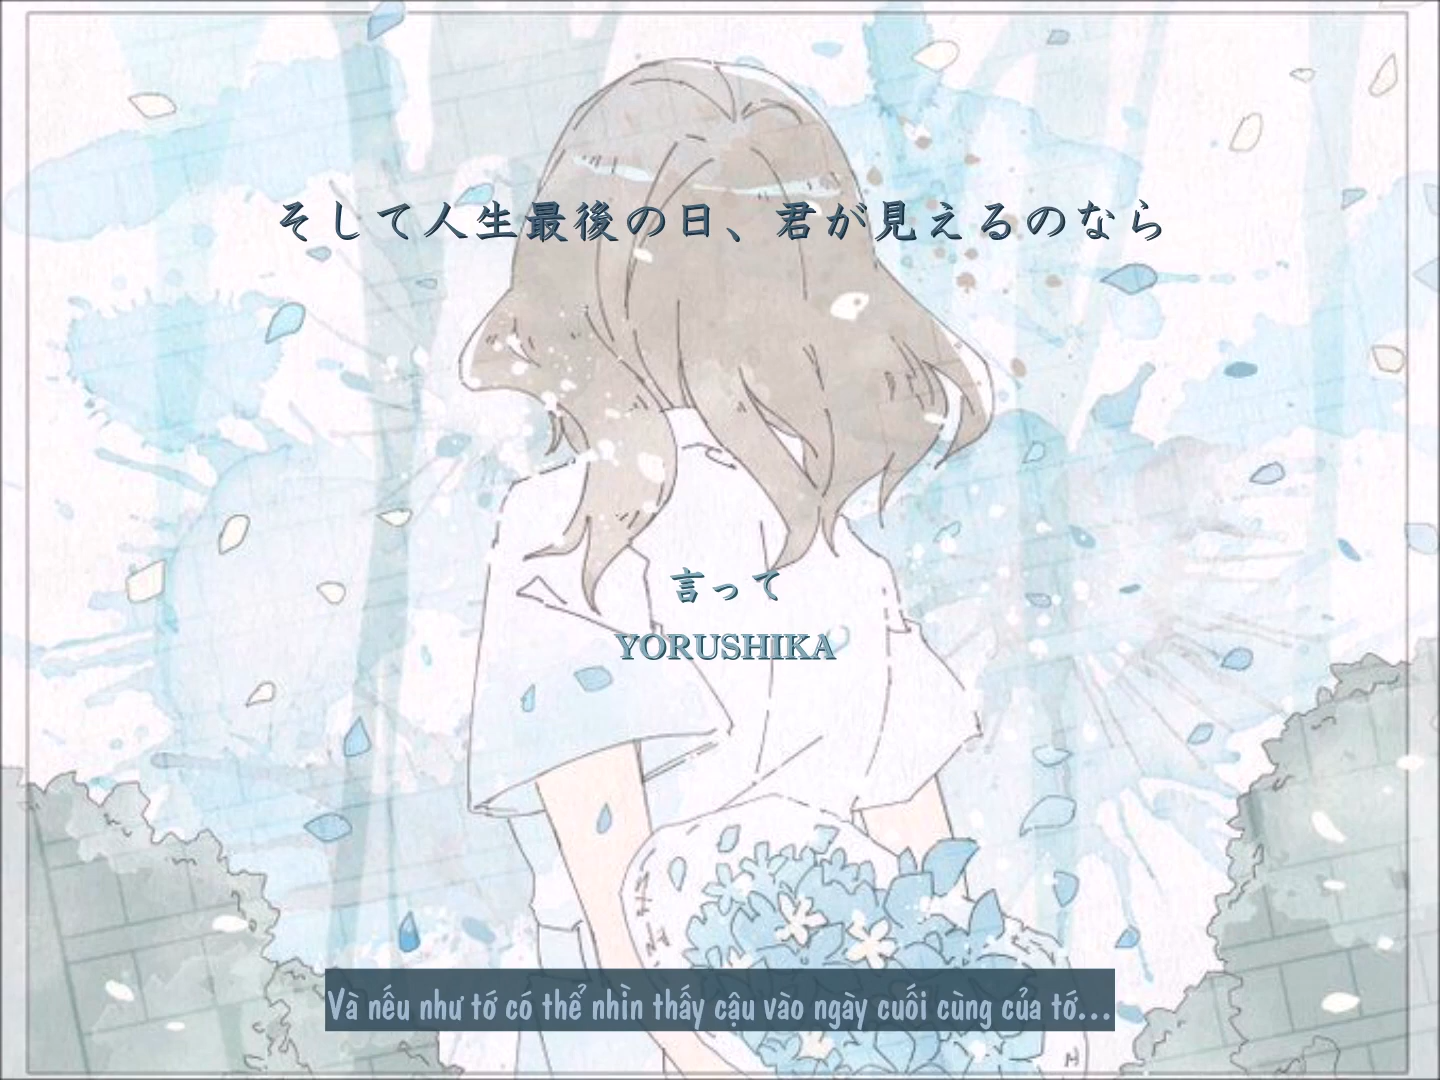 そして人生最後の日、君が見えるのなら
言って
YORUSHIKA
Và nếu như tớ có thể nhìn thấy cậu vào ngày cuối cùng của tớ...